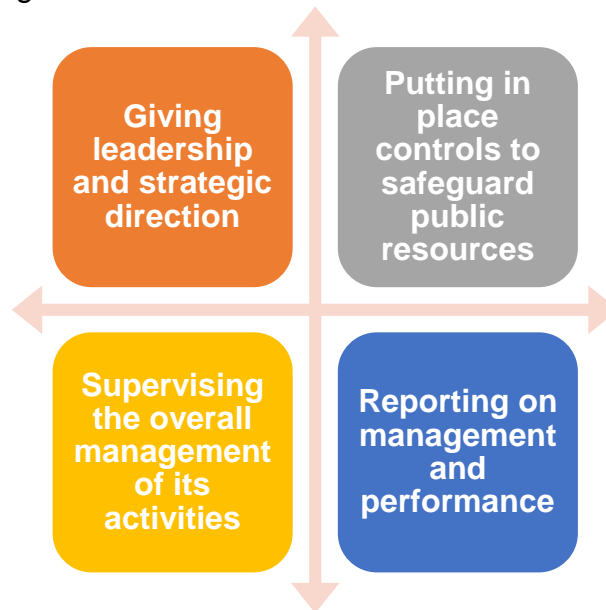 g
Giving
leadership
and strategic
direction
Putting in
place
controls to
safeguard
public
resources
Supervising
the overall
management
of its
activities
Reporting on
management
and
performance